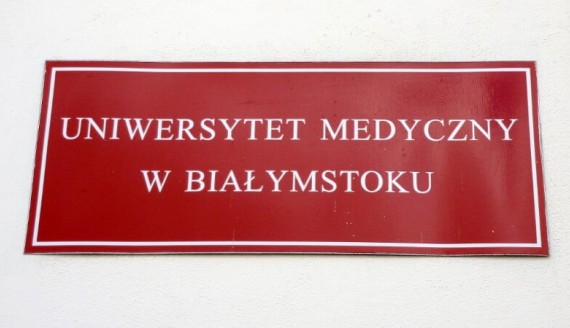 UNIWERSYTET MEDYCZNY
W BIAŁYMSTOKU